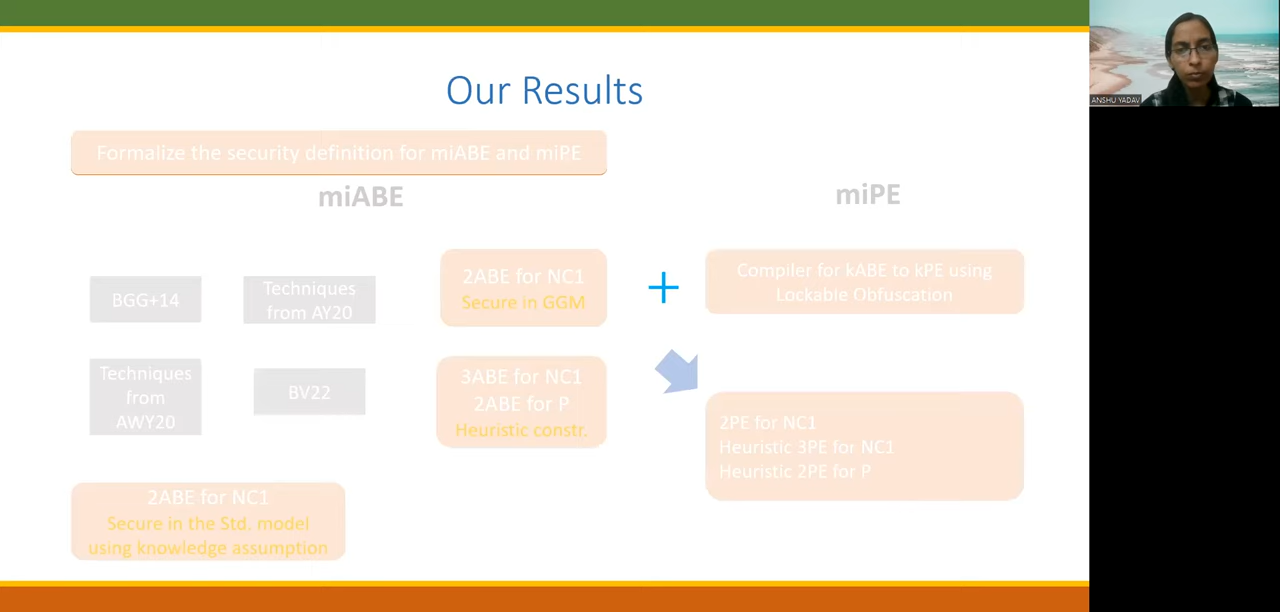 Our Results
ANSHU YADAV
Formalize the security definition for miABE and miPE
miABE
miPE
BGG+14
Techniques
from AY20
2ABE for NC1
Secure in GGM
+
Compiler for kABE to kPE using
Lockable Obfuscation
Techniques
from
AWY20
BV22
3ABE for NC1
2ABE for P
Heuristic constr.
2PE for NC1
Heuristic 3PE for NC1
Heuristic 2PE for P
2ABE for NC1
Secure in the Std. model
using knowledge assumption